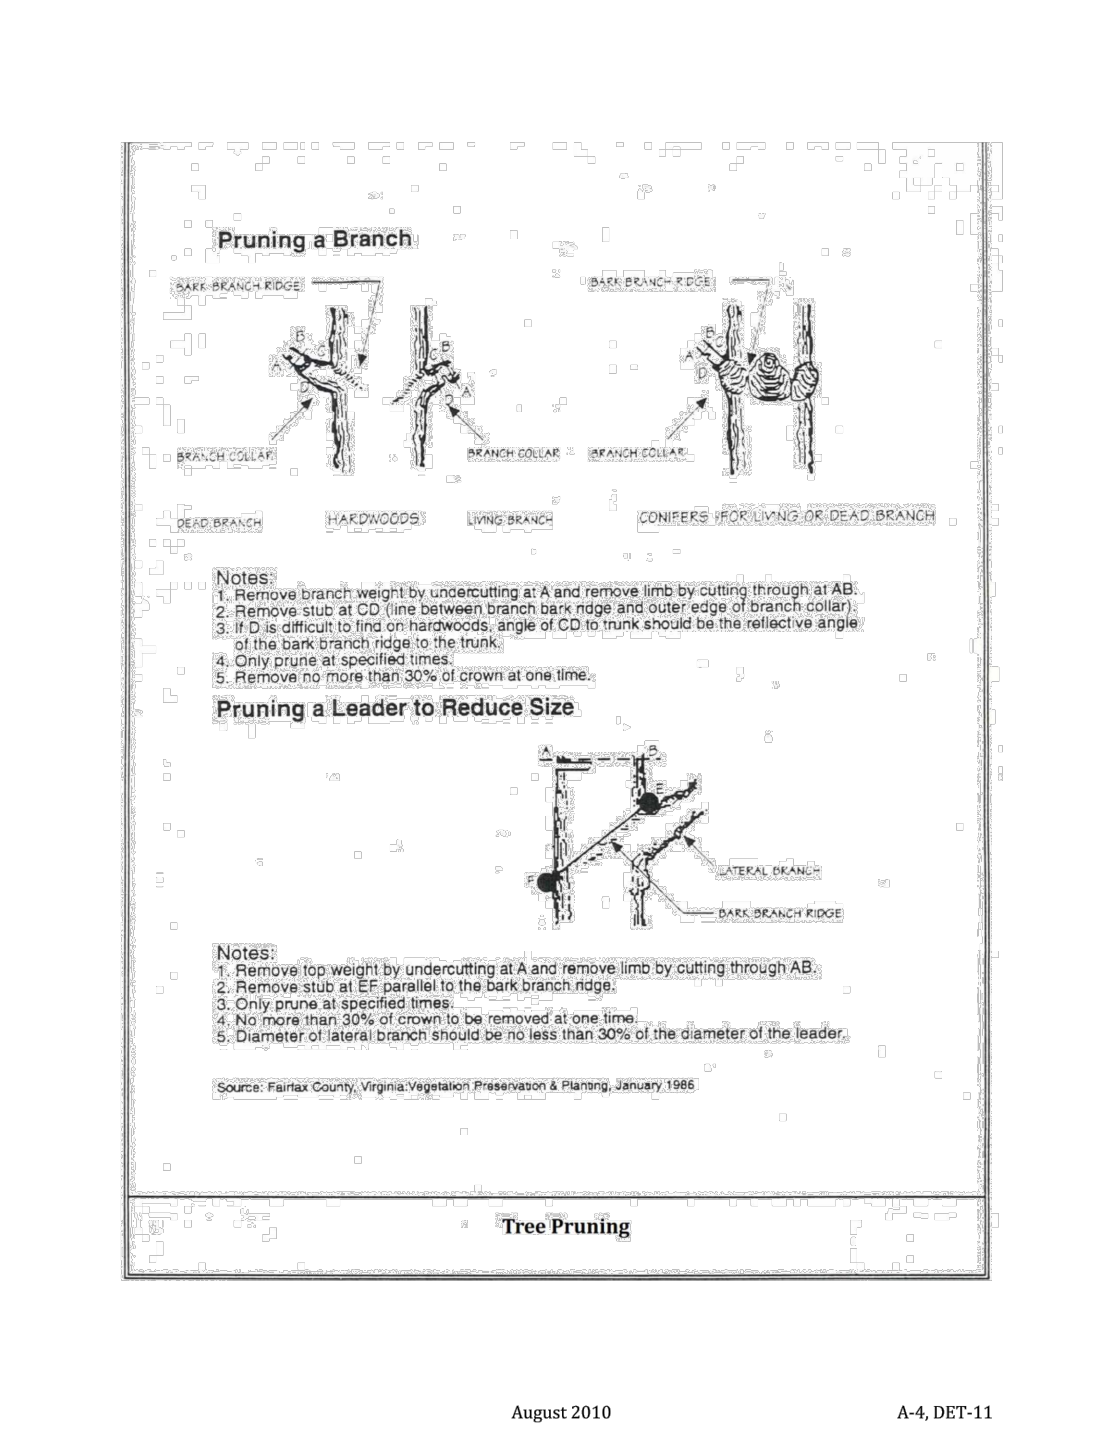 Pruning a Branch
BARK BRANCH RIDGE
BARK BRANCH RIDGE
B
C
A
D
C B
A
D
B
C
A
D
BRANCH COLLAR
BRANCH COLLAR
BRANCH COLLAR
DEAD BRANCH
HARDWOODS
LIVING BRANCH
CONIFERS (FOR LIVING OR DEAD BRANCH
Notes:
1. Remove branch weight by undercutting at A and remove limb by cutting through at AB.
2. Remove stub at CD (line between branch bark ridge and outer edge of branch collar).
3. If D is difficult to find on hardwoods, angle of CD to trunk should be the reflective angle
of the bark branch ridge to the trunk.
4. Only prune at specified times.
5. Remove no more than 30% of crown at one time.
Pruning a Leader to Reduce Size
A
B
E
F
LATERAL BRANCH
BARK BRANCH RIDGE
Notes:
1. Remove top weight by undercutting at A and remove limb by cutting through AB.
2. Remove stub at EF parallel to the bark branch ridge.
3. Only prune at specified times.
4. No more than 30% of crown to be removed at one time.
5. Diameter of lateral branch should be no less than 30% of the diameter of the leader.
Source: Fairfax County, Virginia:Vegetation Preservation & Planting, January 1986
Tree Pruning
August 2010
A-4, DET-11